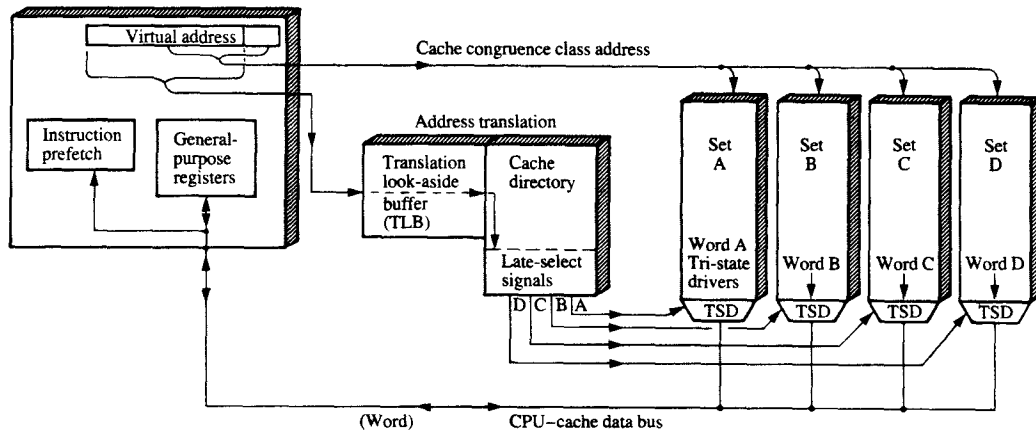 Virtual address
Cache congruence class address
Instruction
prefetch
General-
purpose
registers
Address translation
Translation
look-aside
buffer
(TLB)
Cache
directory
Late-select
signals
D C B A
Set
A
Set
B
Set
C
Set
D
Word A
Tri-state
drivers
Word B
Word C
Word D
TSD
TSD
TSD
TSD
(Word)
CPU–cache data bus